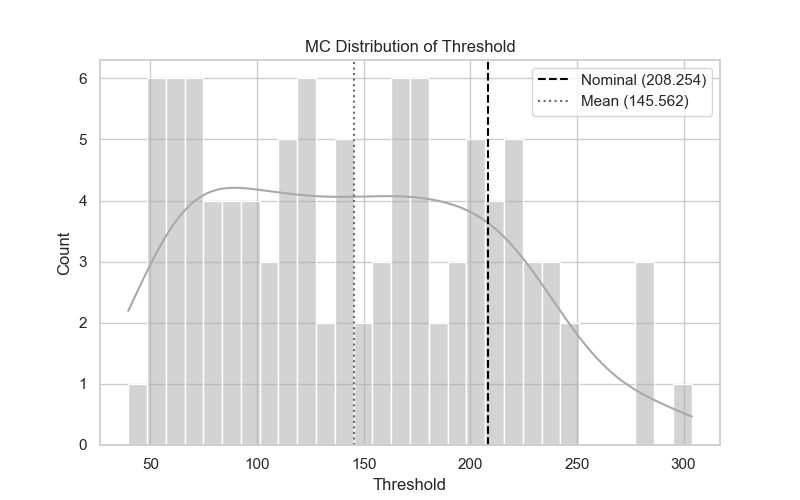 MC Distribution of Threshold
Nominal (208.254)
Mean (145.562)
6
5
4
3
2
1
0
Count
50 100 150 200 250 300
Threshold